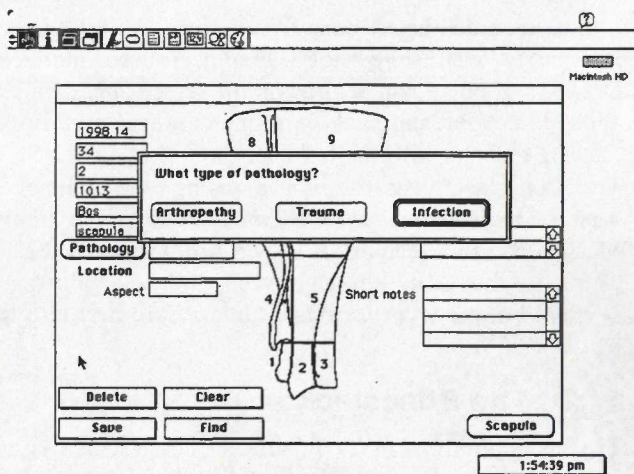 ?
Macintosh HD
1998.14
8
9
34
2
1013
Bos
scapula
What type of pathology?
Arthropathy
Trauma
Infection
Pathology
Location
Aspect
4
5
Short notes
1
2
3
Delete
Clear
Save
Find
Scapula
1:54:39 pm